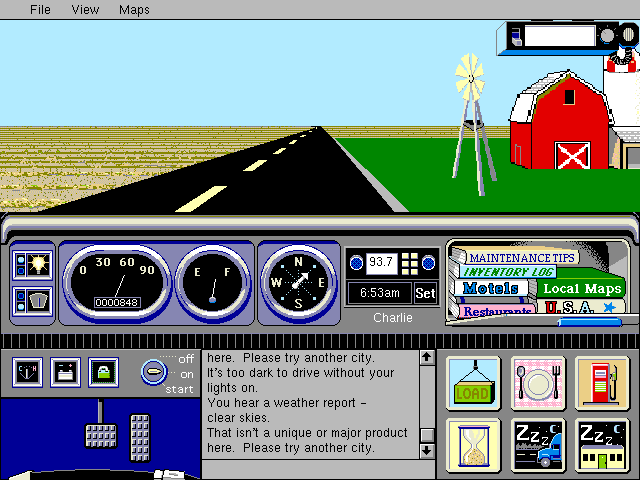 File View Maps
0 30 60 90
0000848
E F
N
W E
S
93.7
6:53am Set
Charlie
MAINTENANCE TIPS
INVENTORY LOG
Motels
Local Maps
Restaurants
U.S.A.
C H
off
on
start
here. Please try another city.
It's too dark to drive without your
lights on.
You hear a weather report –
clear skies.
That isn't a unique or major product
here. Please try another city.
LOAD
ZZZ
ZZZ